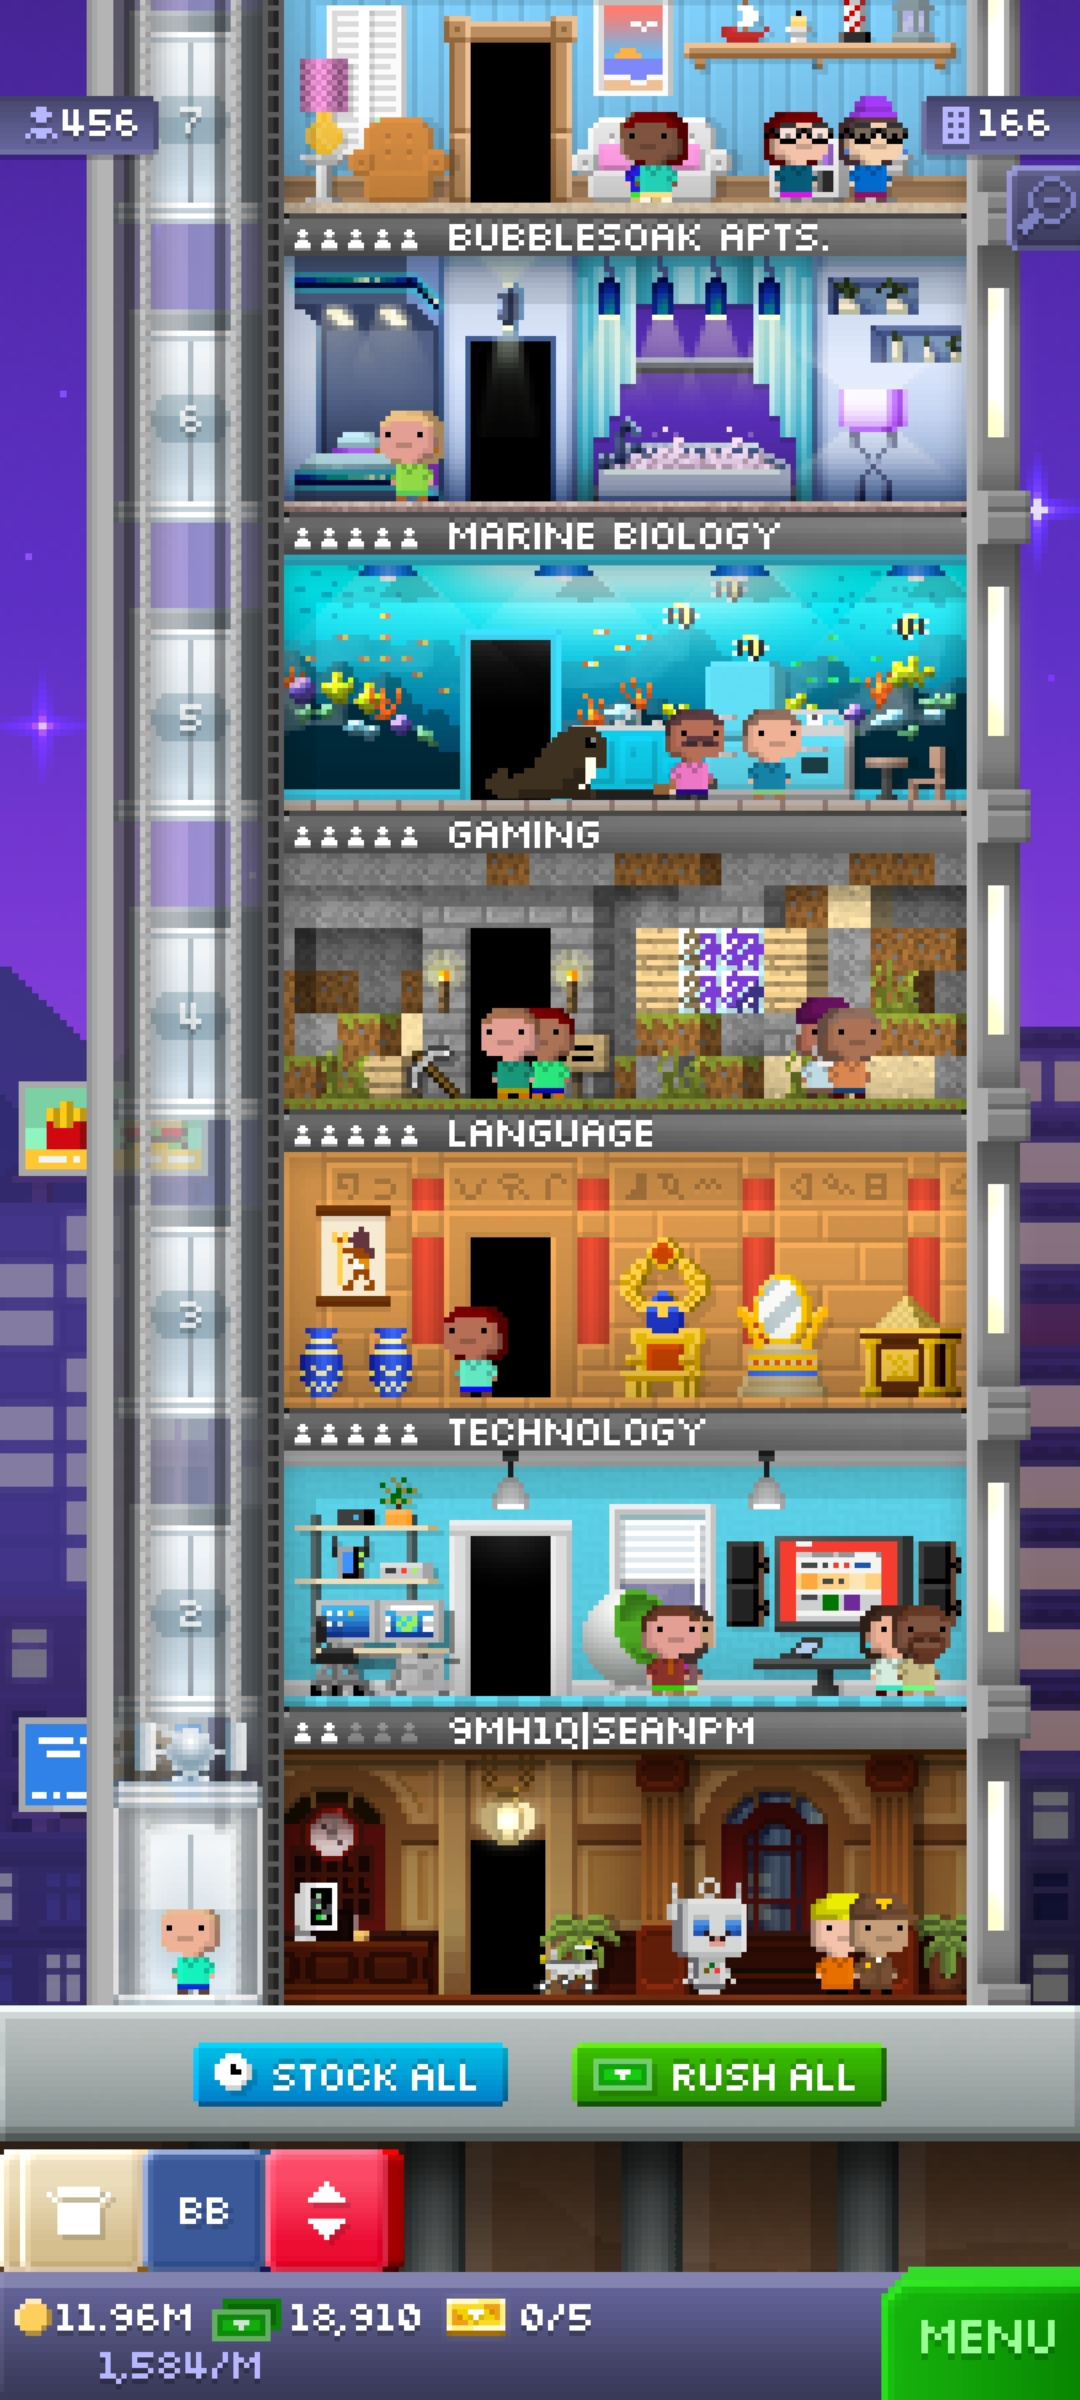 7
456
166
BUBBLESOAK APTS.
6
MARINE BIOLOGY
5
GAMING
4
LANGUAGE
3
TECHNOLOGY
2
9MH1Q|SEANPM
STOCK ALL
RUSH ALL
BB
11.96M
18,910
0/5
1,584/M
MENU